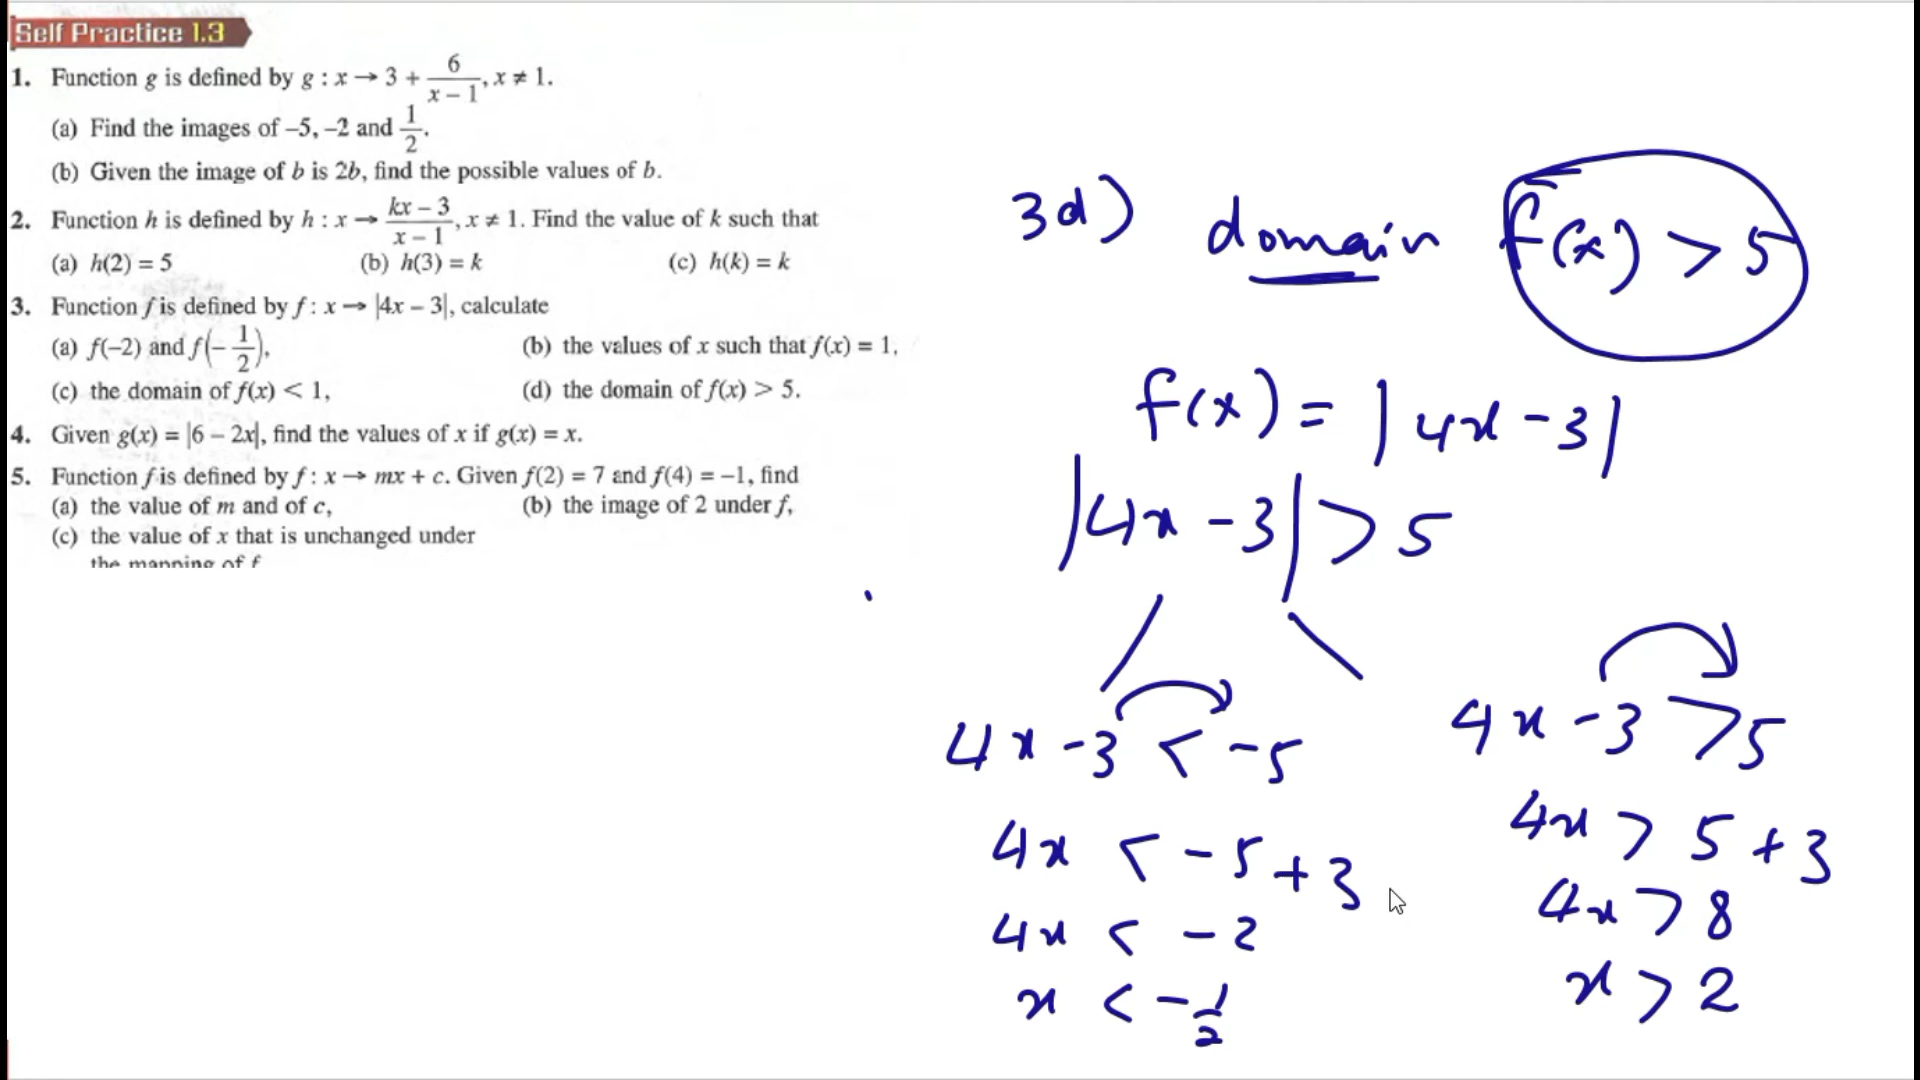 Self Practice 1.3
1. Function g is defined by g : x → 3 + 6/(x – 1), x ≠ 1.
(a) Find the images of –5, –2 and 1/2.
(b) Given the image of b is 2b, find the possible values of b.
2. Function h is defined by h : x → (kx – 3)/(x – 1), x ≠ 1. Find the value of k such that
(a) h(2) = 5 (b) h(3) = k (c) h(k) = k
3. Function f is defined by f : x → |4x – 3|, calculate
(a) f(–2) and f(–1/2), (b) the values of x such that f(x) = 1,
(c) the domain of f(x) < 1, (d) the domain of f(x) > 5.
4. Given g(x) = |6 – 2x|, find the values of x if g(x) = x.
5. Function f is defined by f : x → mx + c. Given f(2) = 7 and f(4) = –1, find
(a) the value of m and of c, (b) the image of 2 under f,
(c) the value of x that is unchanged under
the mapping of f
3d) domain f(x) > 5
f(x) = |4x - 3|
|4x - 3| > 5
4x - 3 < -5
4x < -5 + 3
4x < -2
x < -1/2
4x - 3 > 5
4x > 5 + 3
4x > 8
x > 2